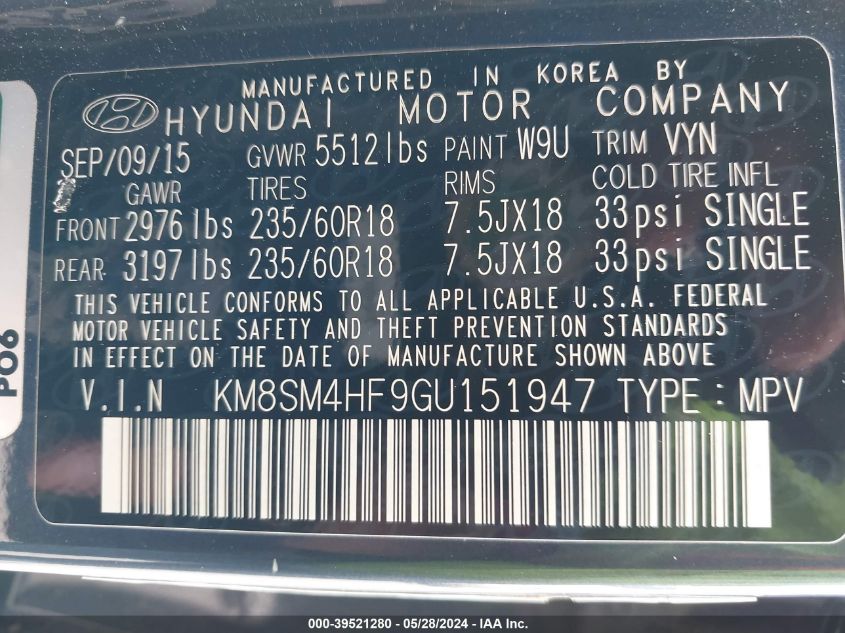 MANUFACTURED IN KOREA BY
HYUNDAI MOTOR COMPANY
SEP/09/15 GVWR 5512lbs PAINT W9U TRIM VYN
GAWR TIRES RIMS COLD TIRE INFL
FRONT 2976lbs 235/60R18 7.5JX18 33psi SINGLE
REAR 3197lbs 235/60R18 7.5JX18 33psi SINGLE
THIS VEHICLE CONFORMS TO ALL APPLICABLE U.S.A. FEDERAL
MOTOR VEHICLE SAFETY AND THEFT PREVENTION STANDARDS
IN EFFECT ON THE DATE OF MANUFACTURE SHOWN ABOVE
V.I.N KM8SM4HF9GU151947 TYPE : MPV
PO6
000-39521280 - 05/28/2024 - IAA Inc.